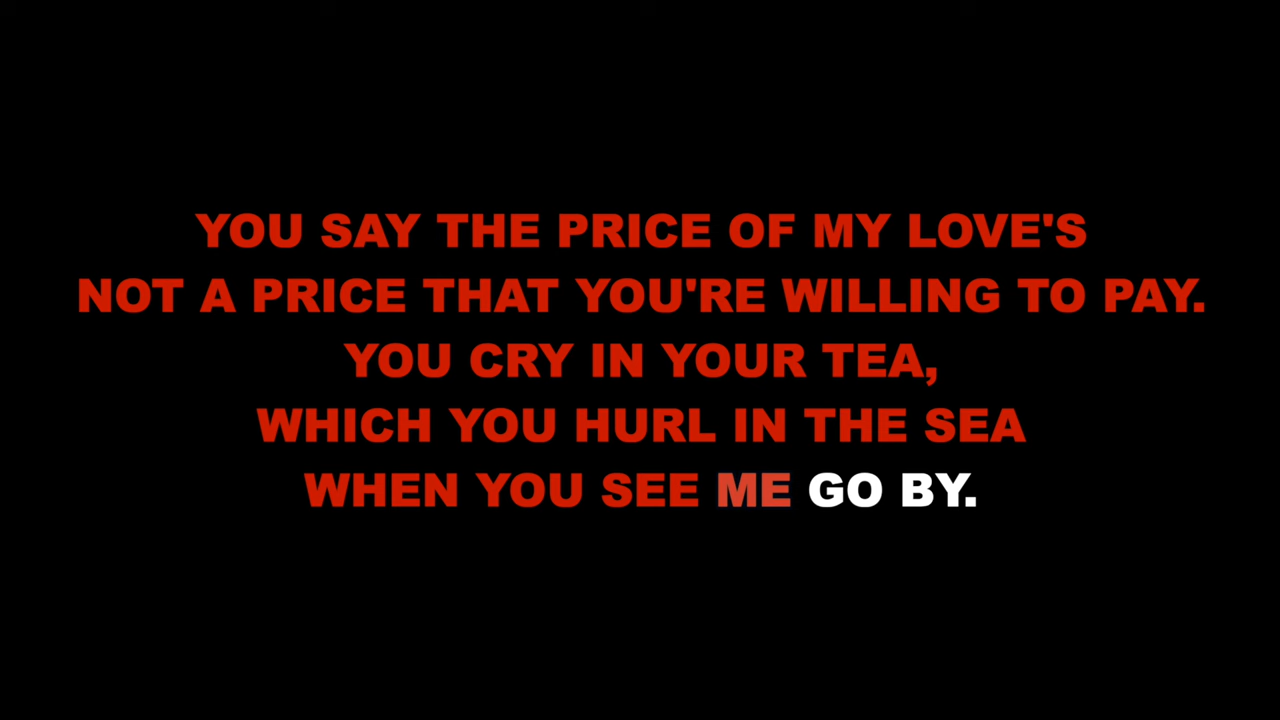 YOU SAY THE PRICE OF MY LOVE'S
NOT A PRICE THAT YOU'RE WILLING TO PAY.
YOU CRY IN YOUR TEA,
WHICH YOU HURL IN THE SEA
WHEN YOU SEE ME GO BY.